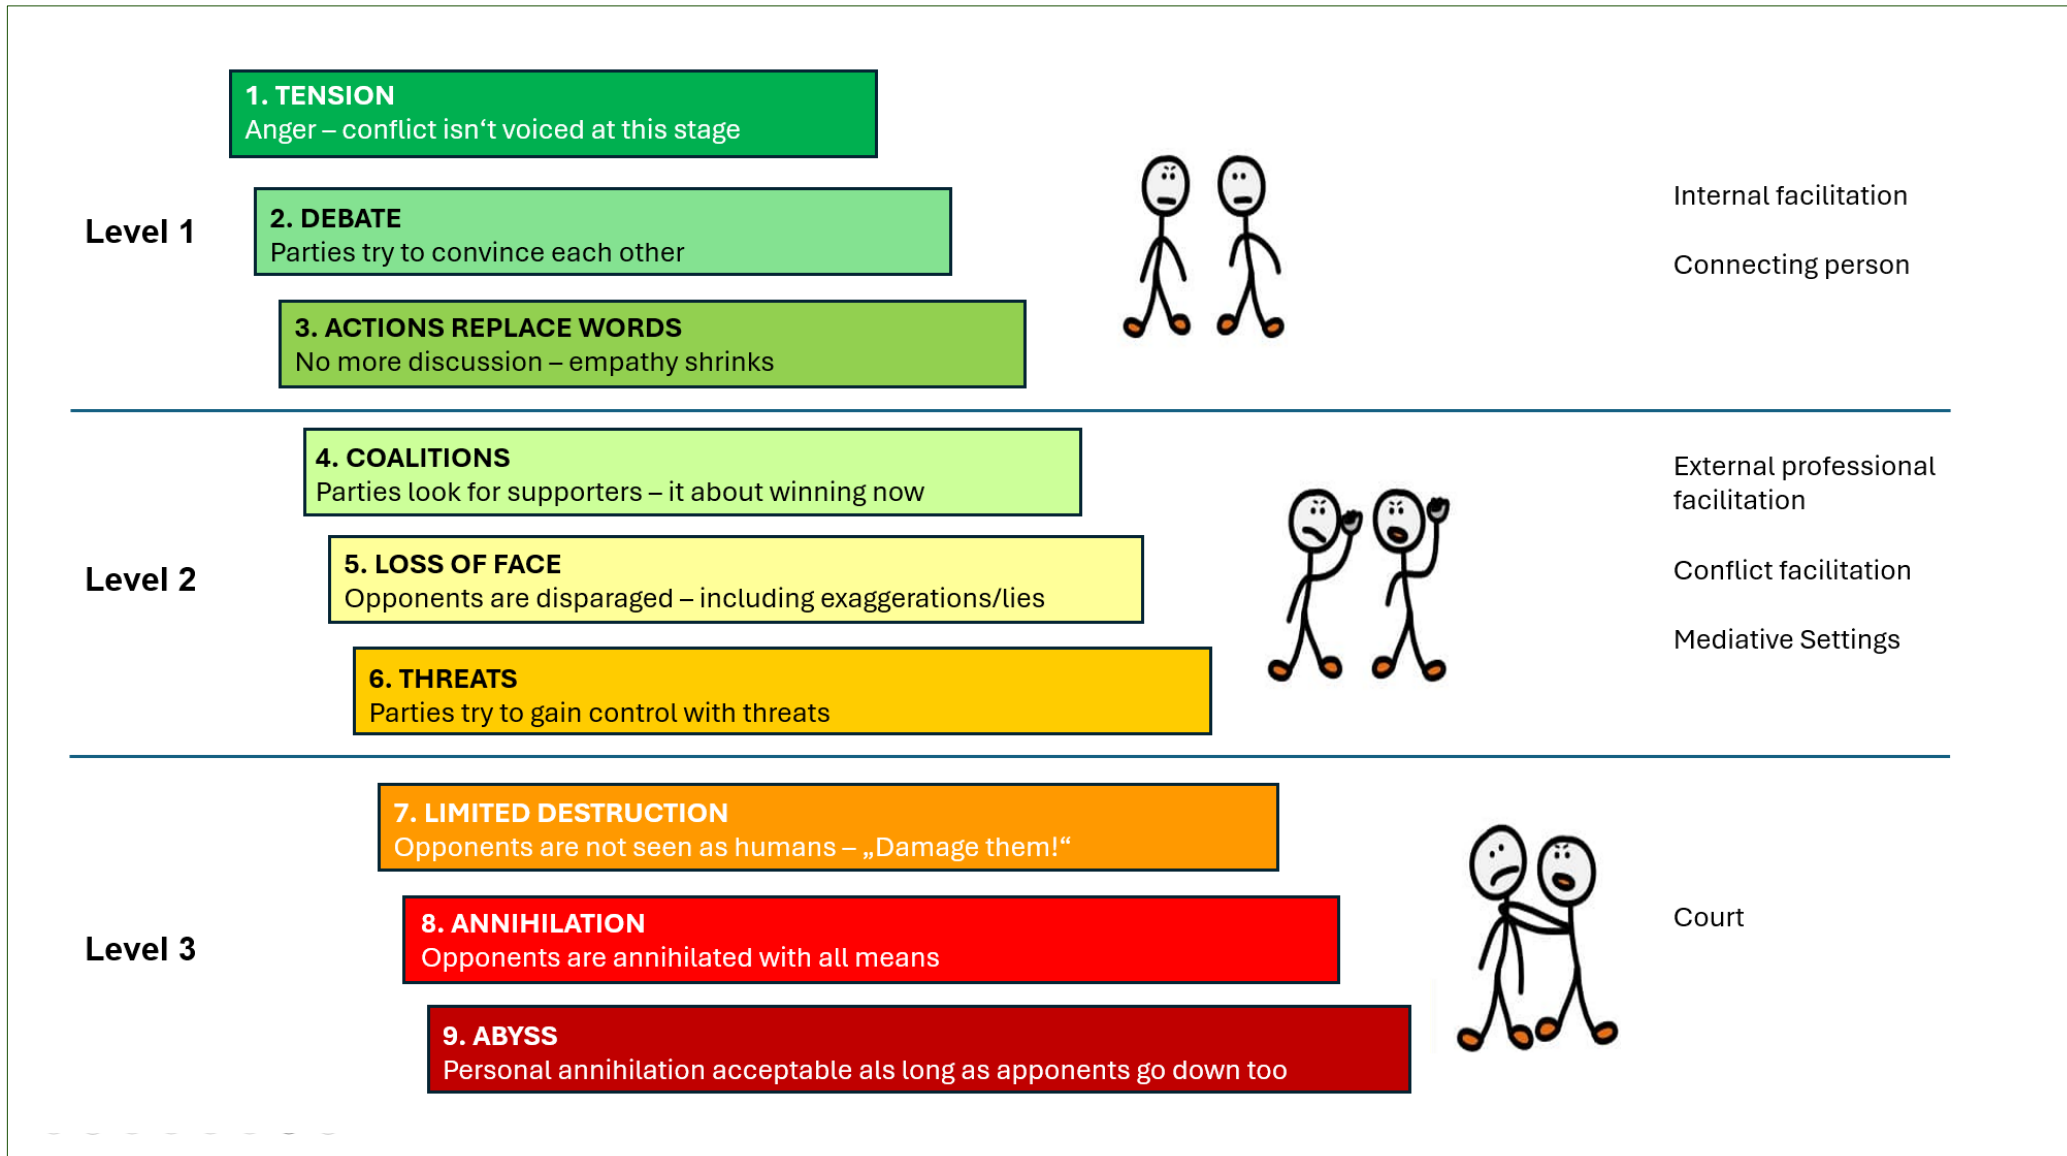 1. TENSION
Anger – conflict isn‘t voiced at this stage
Level 1
2. DEBATE
Parties try to convince each other
3. ACTIONS REPLACE WORDS
No more discussion – empathy shrinks
Internal facilitation
Connecting person
4. COALITIONS
Parties look for supporters – it about winning now
Level 2
5. LOSS OF FACE
Opponents are disparaged – including exaggerations/lies
6. THREATS
Parties try to gain control with threats
External professional
facilitation
Conflict facilitation
Mediative Settings
7. LIMITED DESTRUCTION
Opponents are not seen as humans – „Damage them!“
Level 3
8. ANNIHILATION
Opponents are annihilated with all means
9. ABYSS
Personal annihilation acceptable als long as apponents go down too
Court